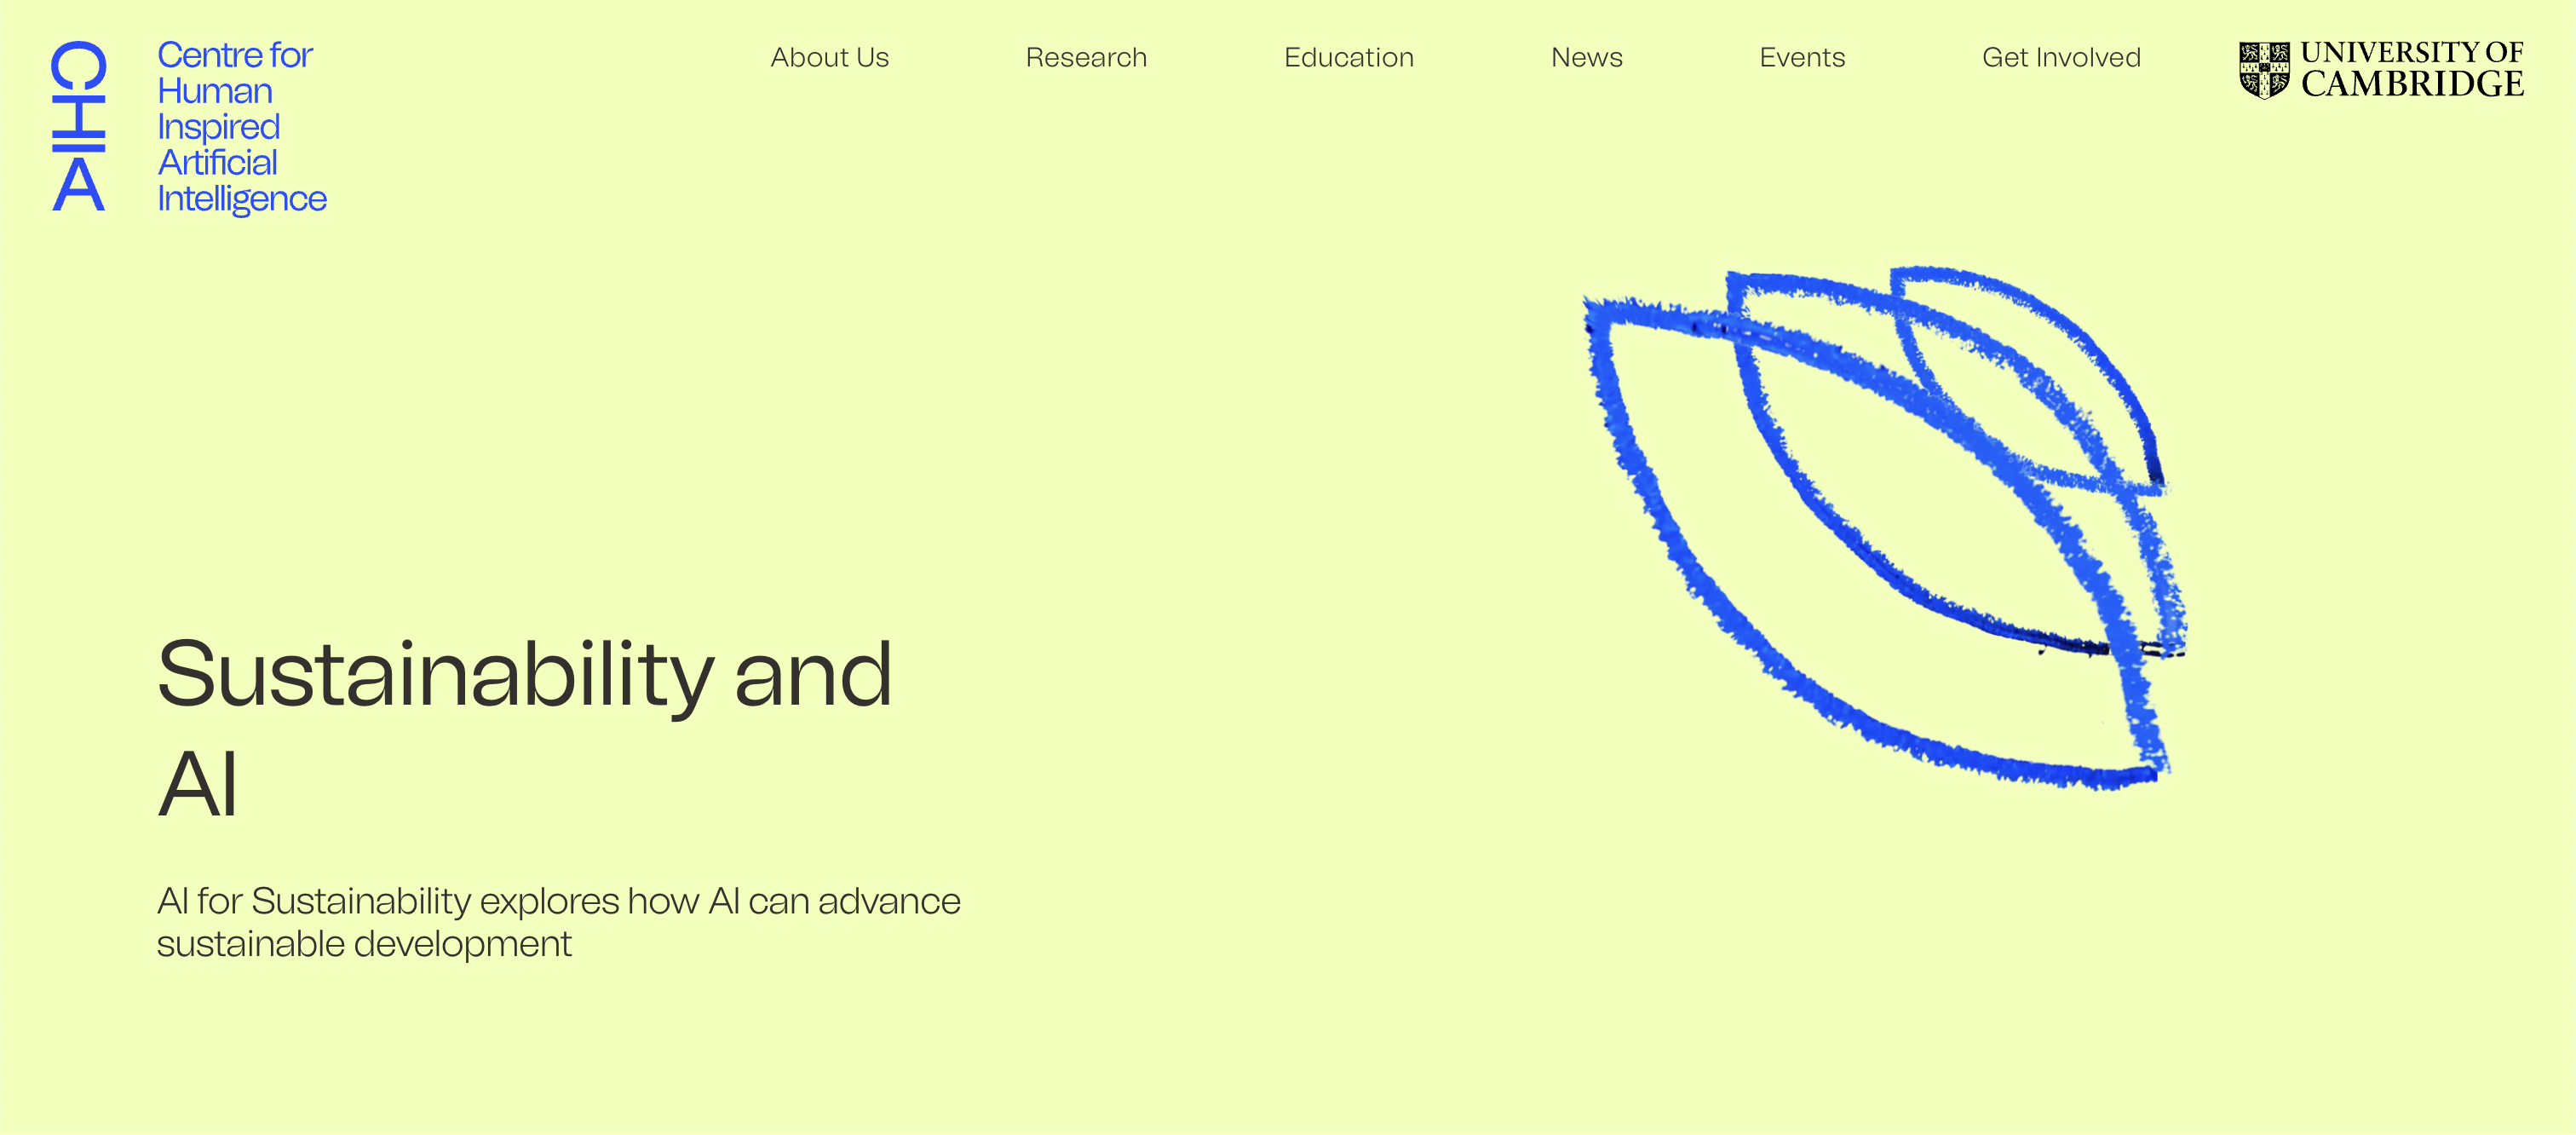 CHIA
Centre for
Human
Inspired
Artificial
Intelligence
About Us
Research
Education
News
Events
Get Involved
UNIVERSITY OF
CAMBRIDGE
Sustainability and
AI
AI for Sustainability explores how AI can advance
sustainable development